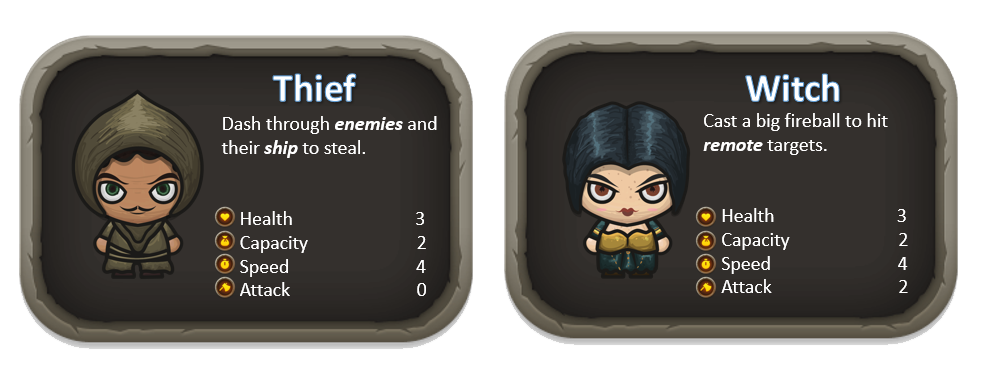 Thief
Dash through enemies and
their ship to steal.
Health 3
Capacity 2
Speed 4
Attack 0
Witch
Cast a big fireball to hit
remote targets.
Health 3
Capacity 2
Speed 4
Attack 2